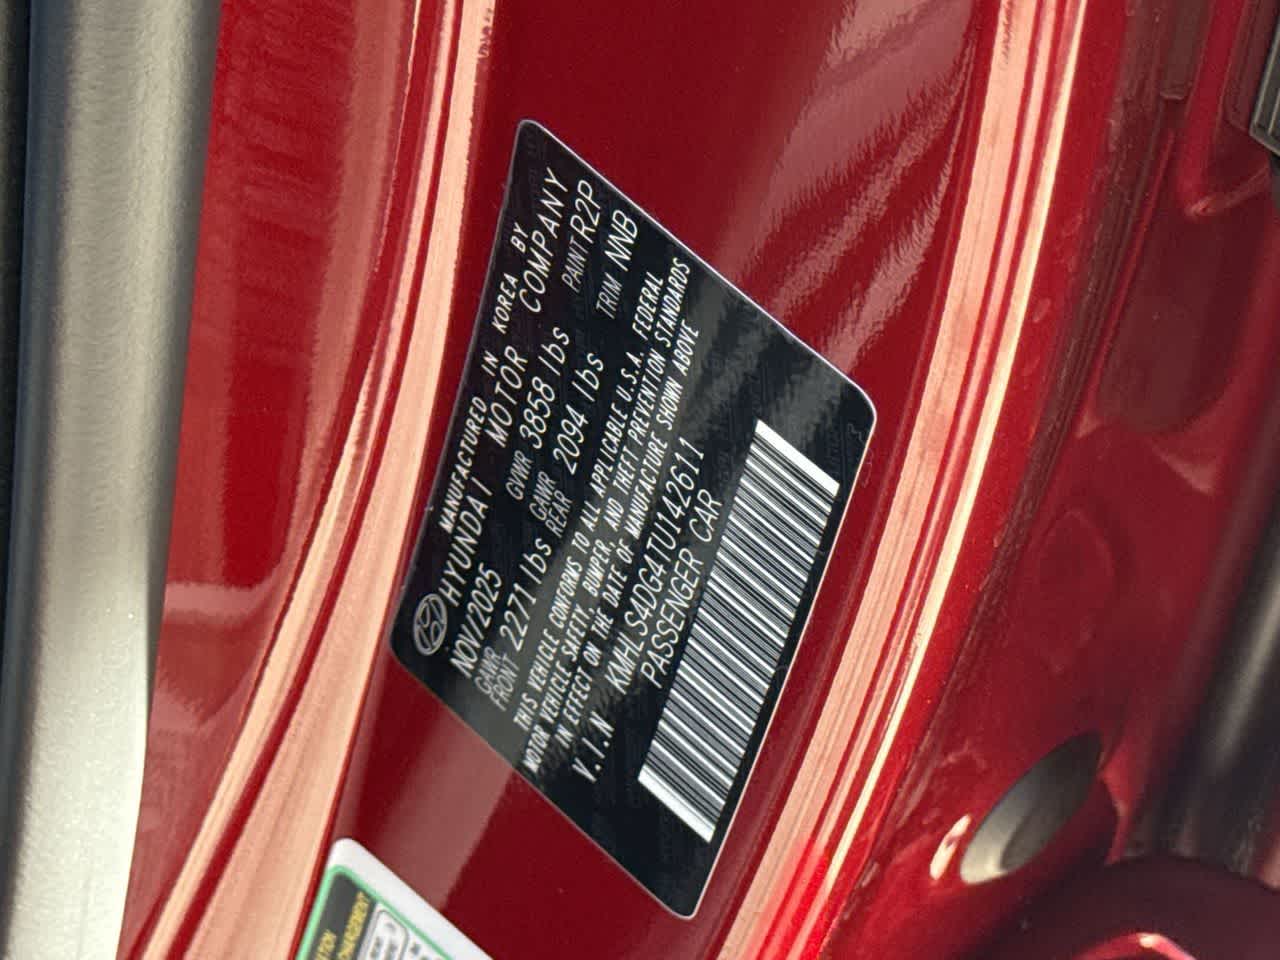 MANUFACTURED IN KOREA BY
HYUNDAI MOTOR COMPANY
NOV/2025 GVWR 3858 lbs PAINT R2P
GAWR FRONT 2271 lbs GAWR REAR 2094 lbs TRIM NNB
THIS VEHICLE CONFORMS TO ALL APPLICABLE U.S.A. FEDERAL
MOTOR VEHICLE SAFETY, BUMPER, AND THEFT PREVENTION STANDARDS
IN EFFECT ON THE DATE OF MANUFACTURE SHOWN ABOVE
V.I.N KMHLS4DG4TU142611
PASSENGER CAR